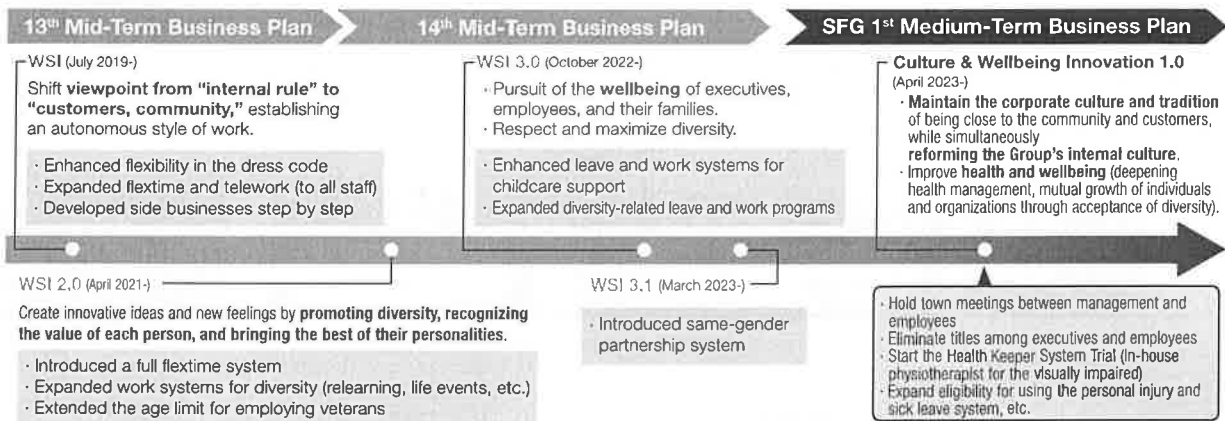 13th Mid-Term Business Plan
14th Mid-Term Business Plan
SFG 1st Medium-Term Business Plan
WSI (July 2019-)
Shift viewpoint from "internal rule" to
"customers, community," establishing
an autonomous style of work.
· Enhanced flexibility in the dress code
· Expanded flextime and telework (to all staff)
· Developed side businesses step by step
WSI 3.0 (October 2022-)
· Pursuit of the wellbeing of executives,
employees, and their families.
· Respect and maximize diversity.
· Enhanced leave and work systems for
childcare support
· Expanded diversity-related leave and work programs
Culture & Wellbeing Innovation 1.0
(April 2023-)
· Maintain the corporate culture and tradition
of being close to the community and customers,
while simultaneously
reforming the Group's internal culture.
· Improve health and wellbeing (deepening
health management, mutual growth of individuals
and organizations through acceptance of diversity).
WSI 2.0 (April 2021-)
Create innovative ideas and new feelings by promoting diversity, recognizing
the value of each person, and bringing the best of their personalities.
· Introduced a full flextime system
· Expanded work systems for diversity (relearning, life events, etc.)
· Extended the age limit for employing veterans
WSI 3.1 (March 2023-)
· Introduced same-gender
partnership system
· Hold town meetings between management and
employees
· Eliminate titles among executives and employees
· Start the Health Keeper System Trial (In-house
physiotherapist for the visually impaired)
· Expand eligibility for using the personal injury and
sick leave system, etc.